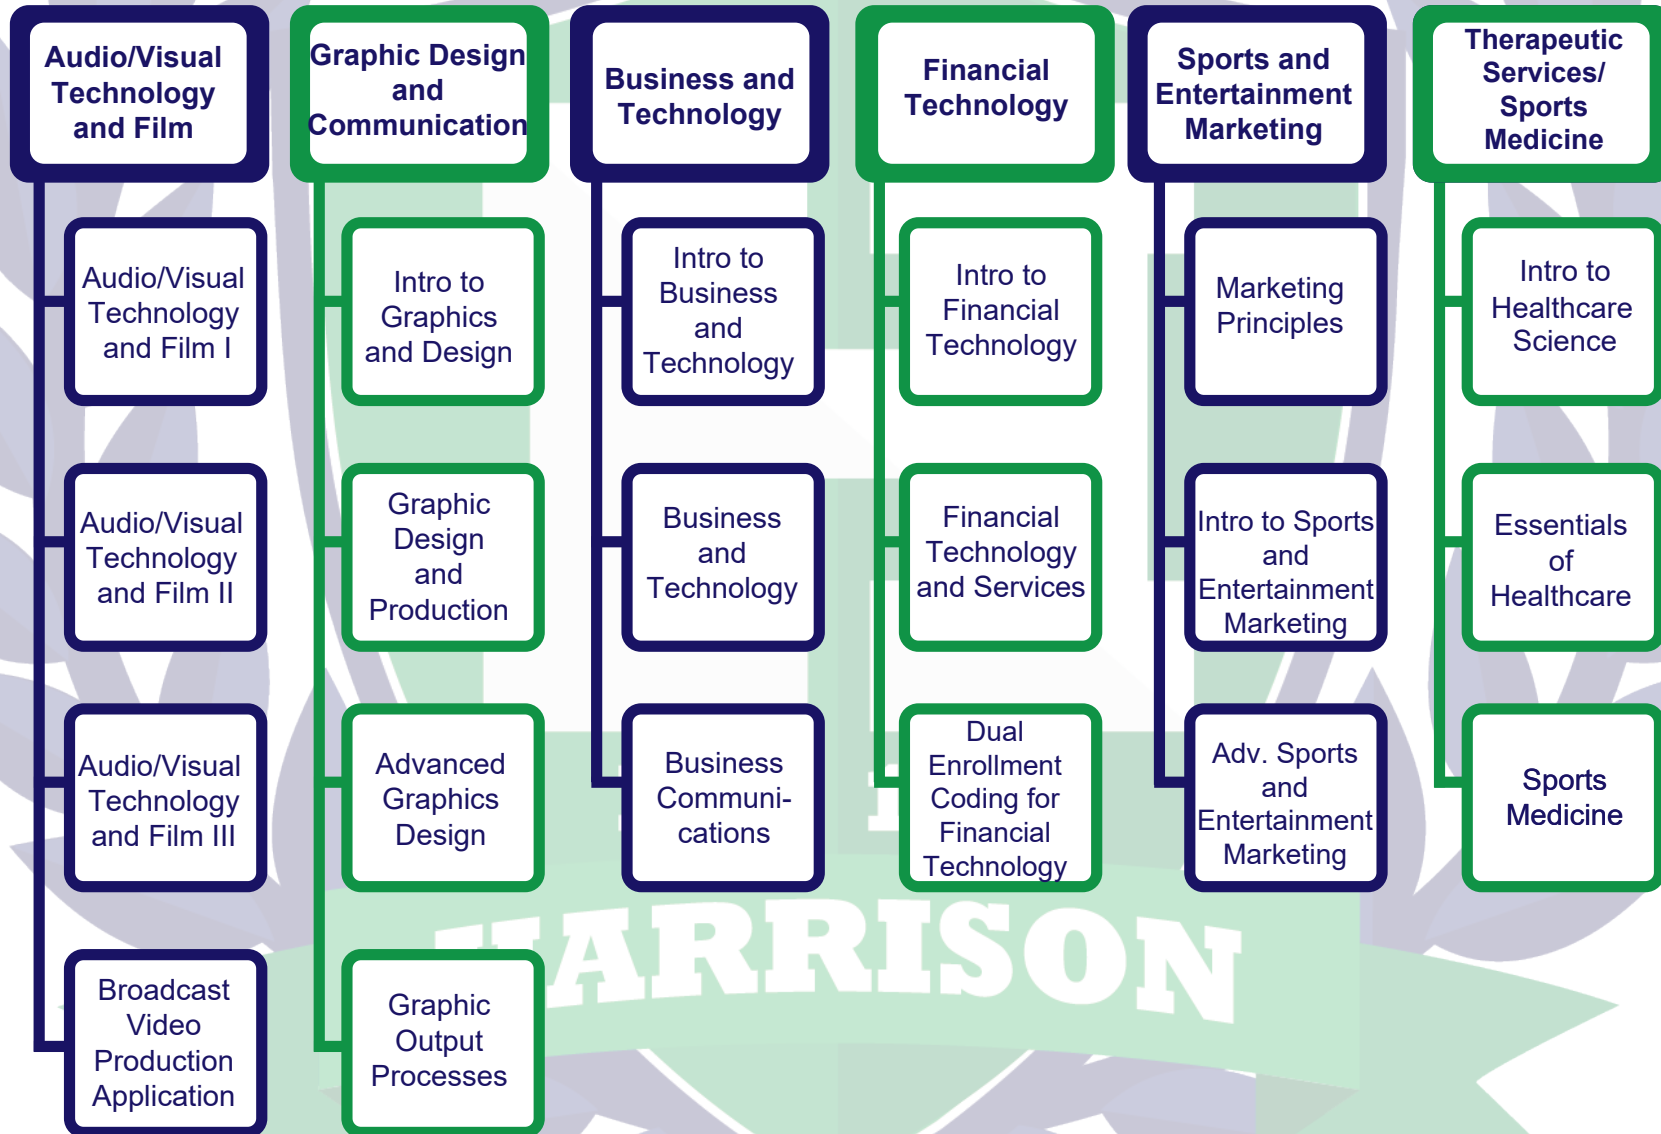 Audio/Visual
Technology
and Film
Audio/Visual
Technology
and Film I
Audio/Visual
Technology
and Film II
Audio/Visual
Technology
and Film III
Broadcast
Video
Production
Application
Graphic Design
and
Communication
Intro to
Graphics
and Design
Graphic
Design
and
Production
Advanced
Graphics
Design
Graphic
Output
Processes
Business and
Technology
Intro to
Business
and
Technology
Business
and
Technology
Business
Communi-
cations
Financial
Technology
Intro to
Financial
Technology
Financial
Technology
and Services
Dual
Enrollment
Coding for
Financial
Technology
Sports and
Entertainment
Marketing
Marketing
Principles
Intro to Sports
and
Entertainment
Marketing
Adv. Sports
and
Entertainment
Marketing
Therapeutic
Services/
Sports
Medicine
Intro to
Healthcare
Science
Essentials
of
Healthcare
Sports
Medicine
HARRISON